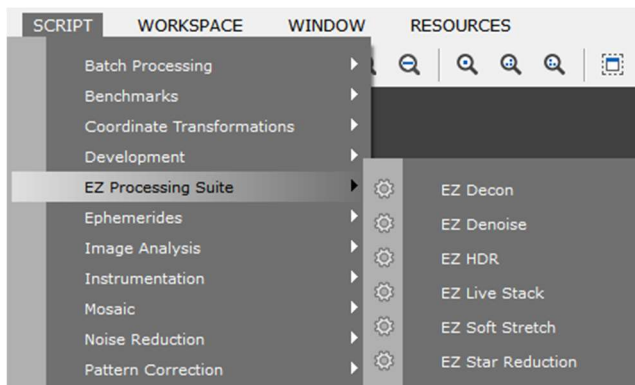 SCRIPT WORKSPACE WINDOW RESOURCES
Batch Processing
Benchmarks
Coordinate Transformations
Development
EZ Processing Suite
Ephemerides
Image Analysis
Instrumentation
Mosaic
Noise Reduction
Pattern Correction
EZ Decon
EZ Denoise
EZ HDR
EZ Live Stack
EZ Soft Stretch
EZ Star Reduction